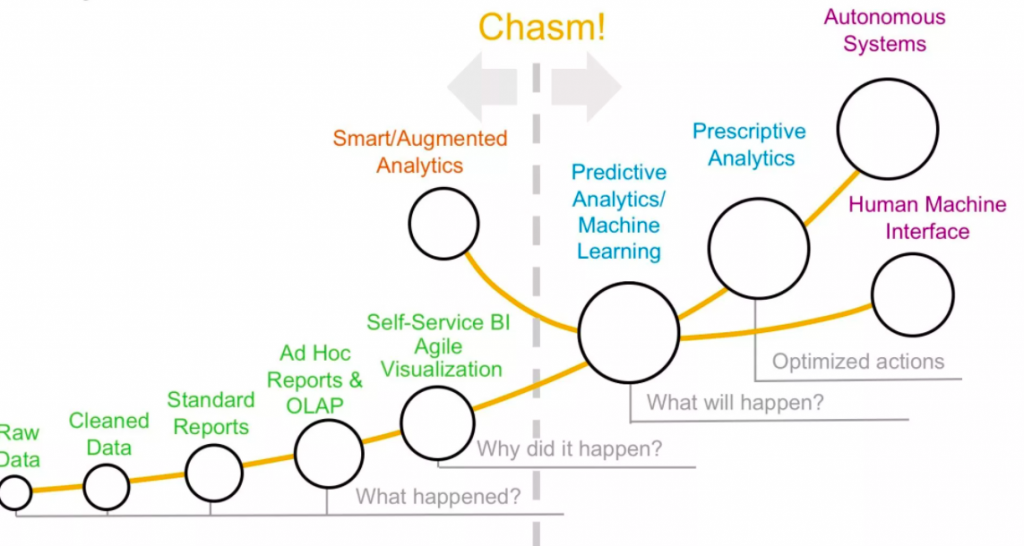 Chasm!
Autonomous
Systems
Smart/Augmented
Analytics
Prescriptive
Analytics
Predictive
Analytics/
Machine
Learning
Human Machine
Interface
Self-Service BI
Agile
Visualization
Ad Hoc
Reports &
OLAP
Standard
Reports
Cleaned
Data
Raw
Data
Optimized actions
What will happen?
Why did it happen?
What happened?